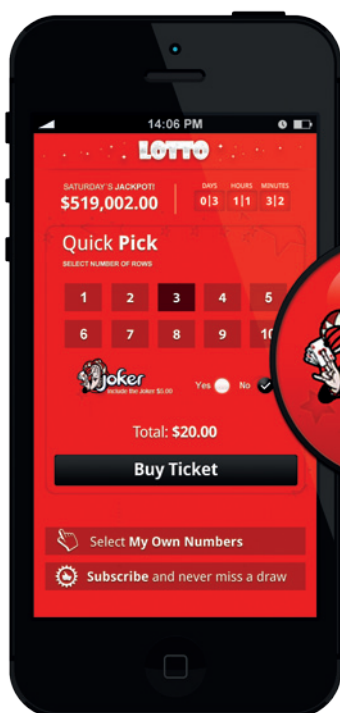 14:06 PM
LOTTO
SATURDAY'S JACKPOT!
$519,002.00
DAYS HOURS MINUTES
0|3 1|1 3|2
Quick Pick
SELECT NUMBER OF ROWS
1 2 3 4 5
6 7 8 9 10
joker
Include the Joker $5.00
Yes No
Total: $20.00
Buy Ticket
Select My Own Numbers
Subscribe and never miss a draw